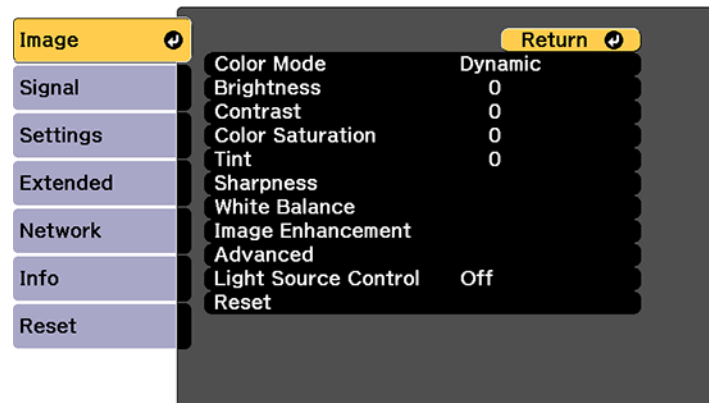 Image
Signal
Settings
Extended
Network
Info
Reset
Return
Color Mode Dynamic
Brightness 0
Contrast 0
Color Saturation 0
Tint 0
Sharpness
White Balance
Image Enhancement
Advanced
Light Source Control Off
Reset